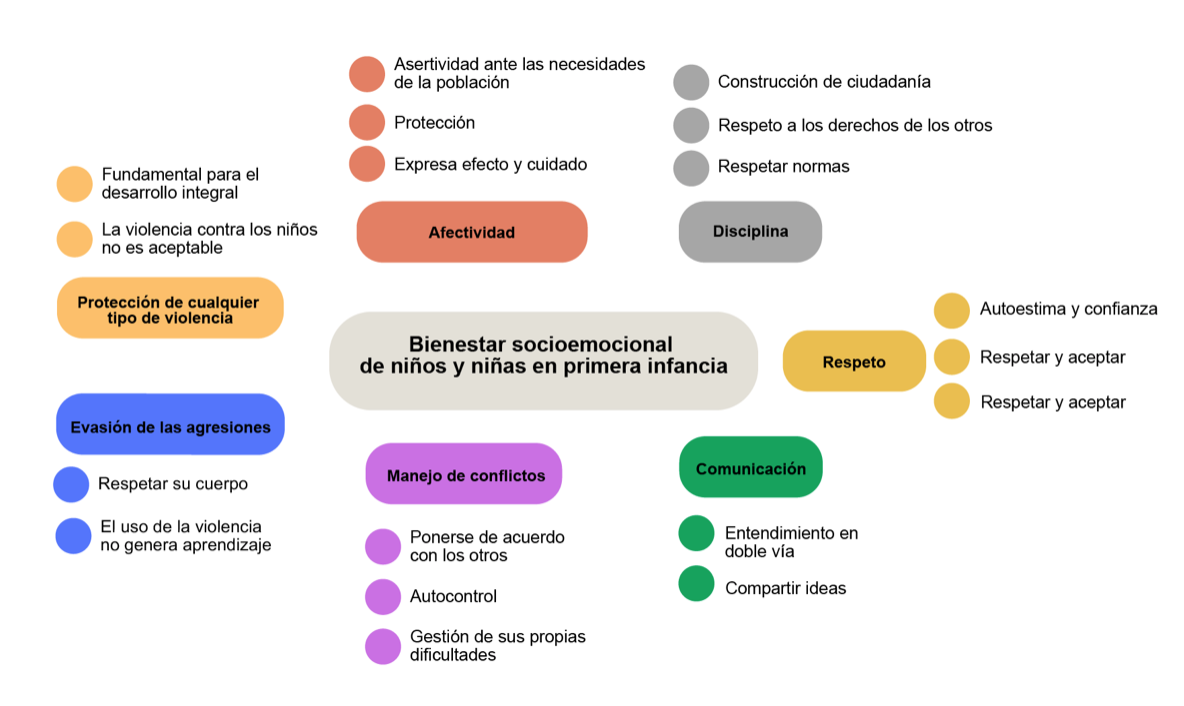 Asertividad ante las necesidades
de la población
Protección
Expresa efecto y cuidado
Afectividad
Construcción de ciudadanía
Respeto a los derechos de los otros
Respetar normas
Disciplina
Fundamental para el
desarrollo integral
La violencia contra los niños
no es aceptable
Protección de cualquier
tipo de violencia
Bienestar socioemocional
de niños y niñas en primera infancia
Respeto
Autoestima y confianza
Respetar y aceptar
Respetar y aceptar
Evasión de las agresiones
Respetar su cuerpo
El uso de la violencia
no genera aprendizaje
Manejo de conflictos
Ponerse de acuerdo
con los otros
Autocontrol
Gestión de sus propias
dificultades
Comunicación
Entendimiento en
doble vía
Compartir ideas